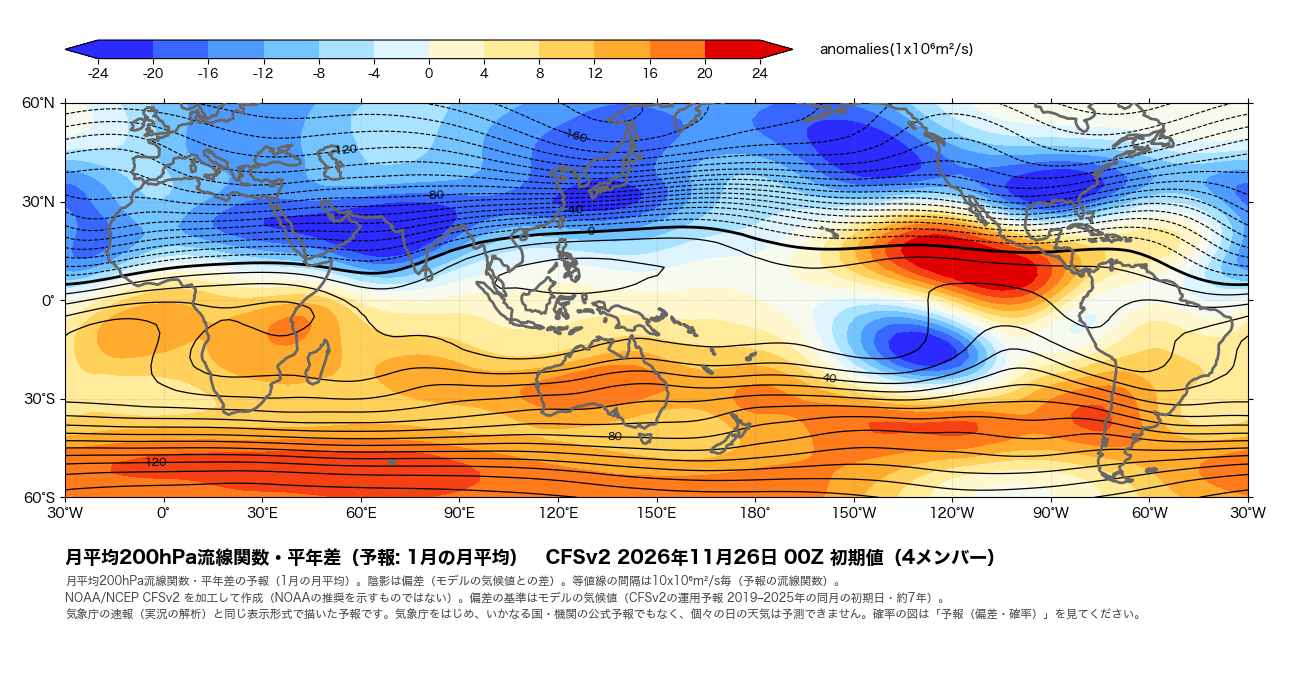 -24 -20 -16 -12 -8 -4 0 4 8 12 16 20 24
anomalies(1x10⁶m²/s)
60°N
30°N
0°
30°S
60°S
160
120
80
40
0
40
80
120
30°W 0° 30°E 60°E 90°E 120°E 150°E 180° 150°W 120°W 90°W 60°W 30°W
月平均200hPa流線関数・平年差（予報: 1月の月平均） CFSv2 2026年11月26日 00Z 初期値（4メンバー）
月平均200hPa流線関数・平年差の予報（1月の月平均）。陰影は偏差（モデルの気候値との差）。等値線の間隔は10x10⁶m²/s毎（予報の流線関数）。
NOAA/NCEP CFSv2 を加工して作成（NOAAの推奨を示すものではない）。偏差の基準はモデルの気候値（CFSv2の運用予報 2019–2025年の同月の初期日・約7年）。
気象庁の速報（実況の解析）と同じ表示形式で描いた予報です。気象庁をはじめ、いかなる国・機関の公式予報でもなく、個々の日の天気は予測できません。確率の図は「予報（偏差・確率）」を見てください。